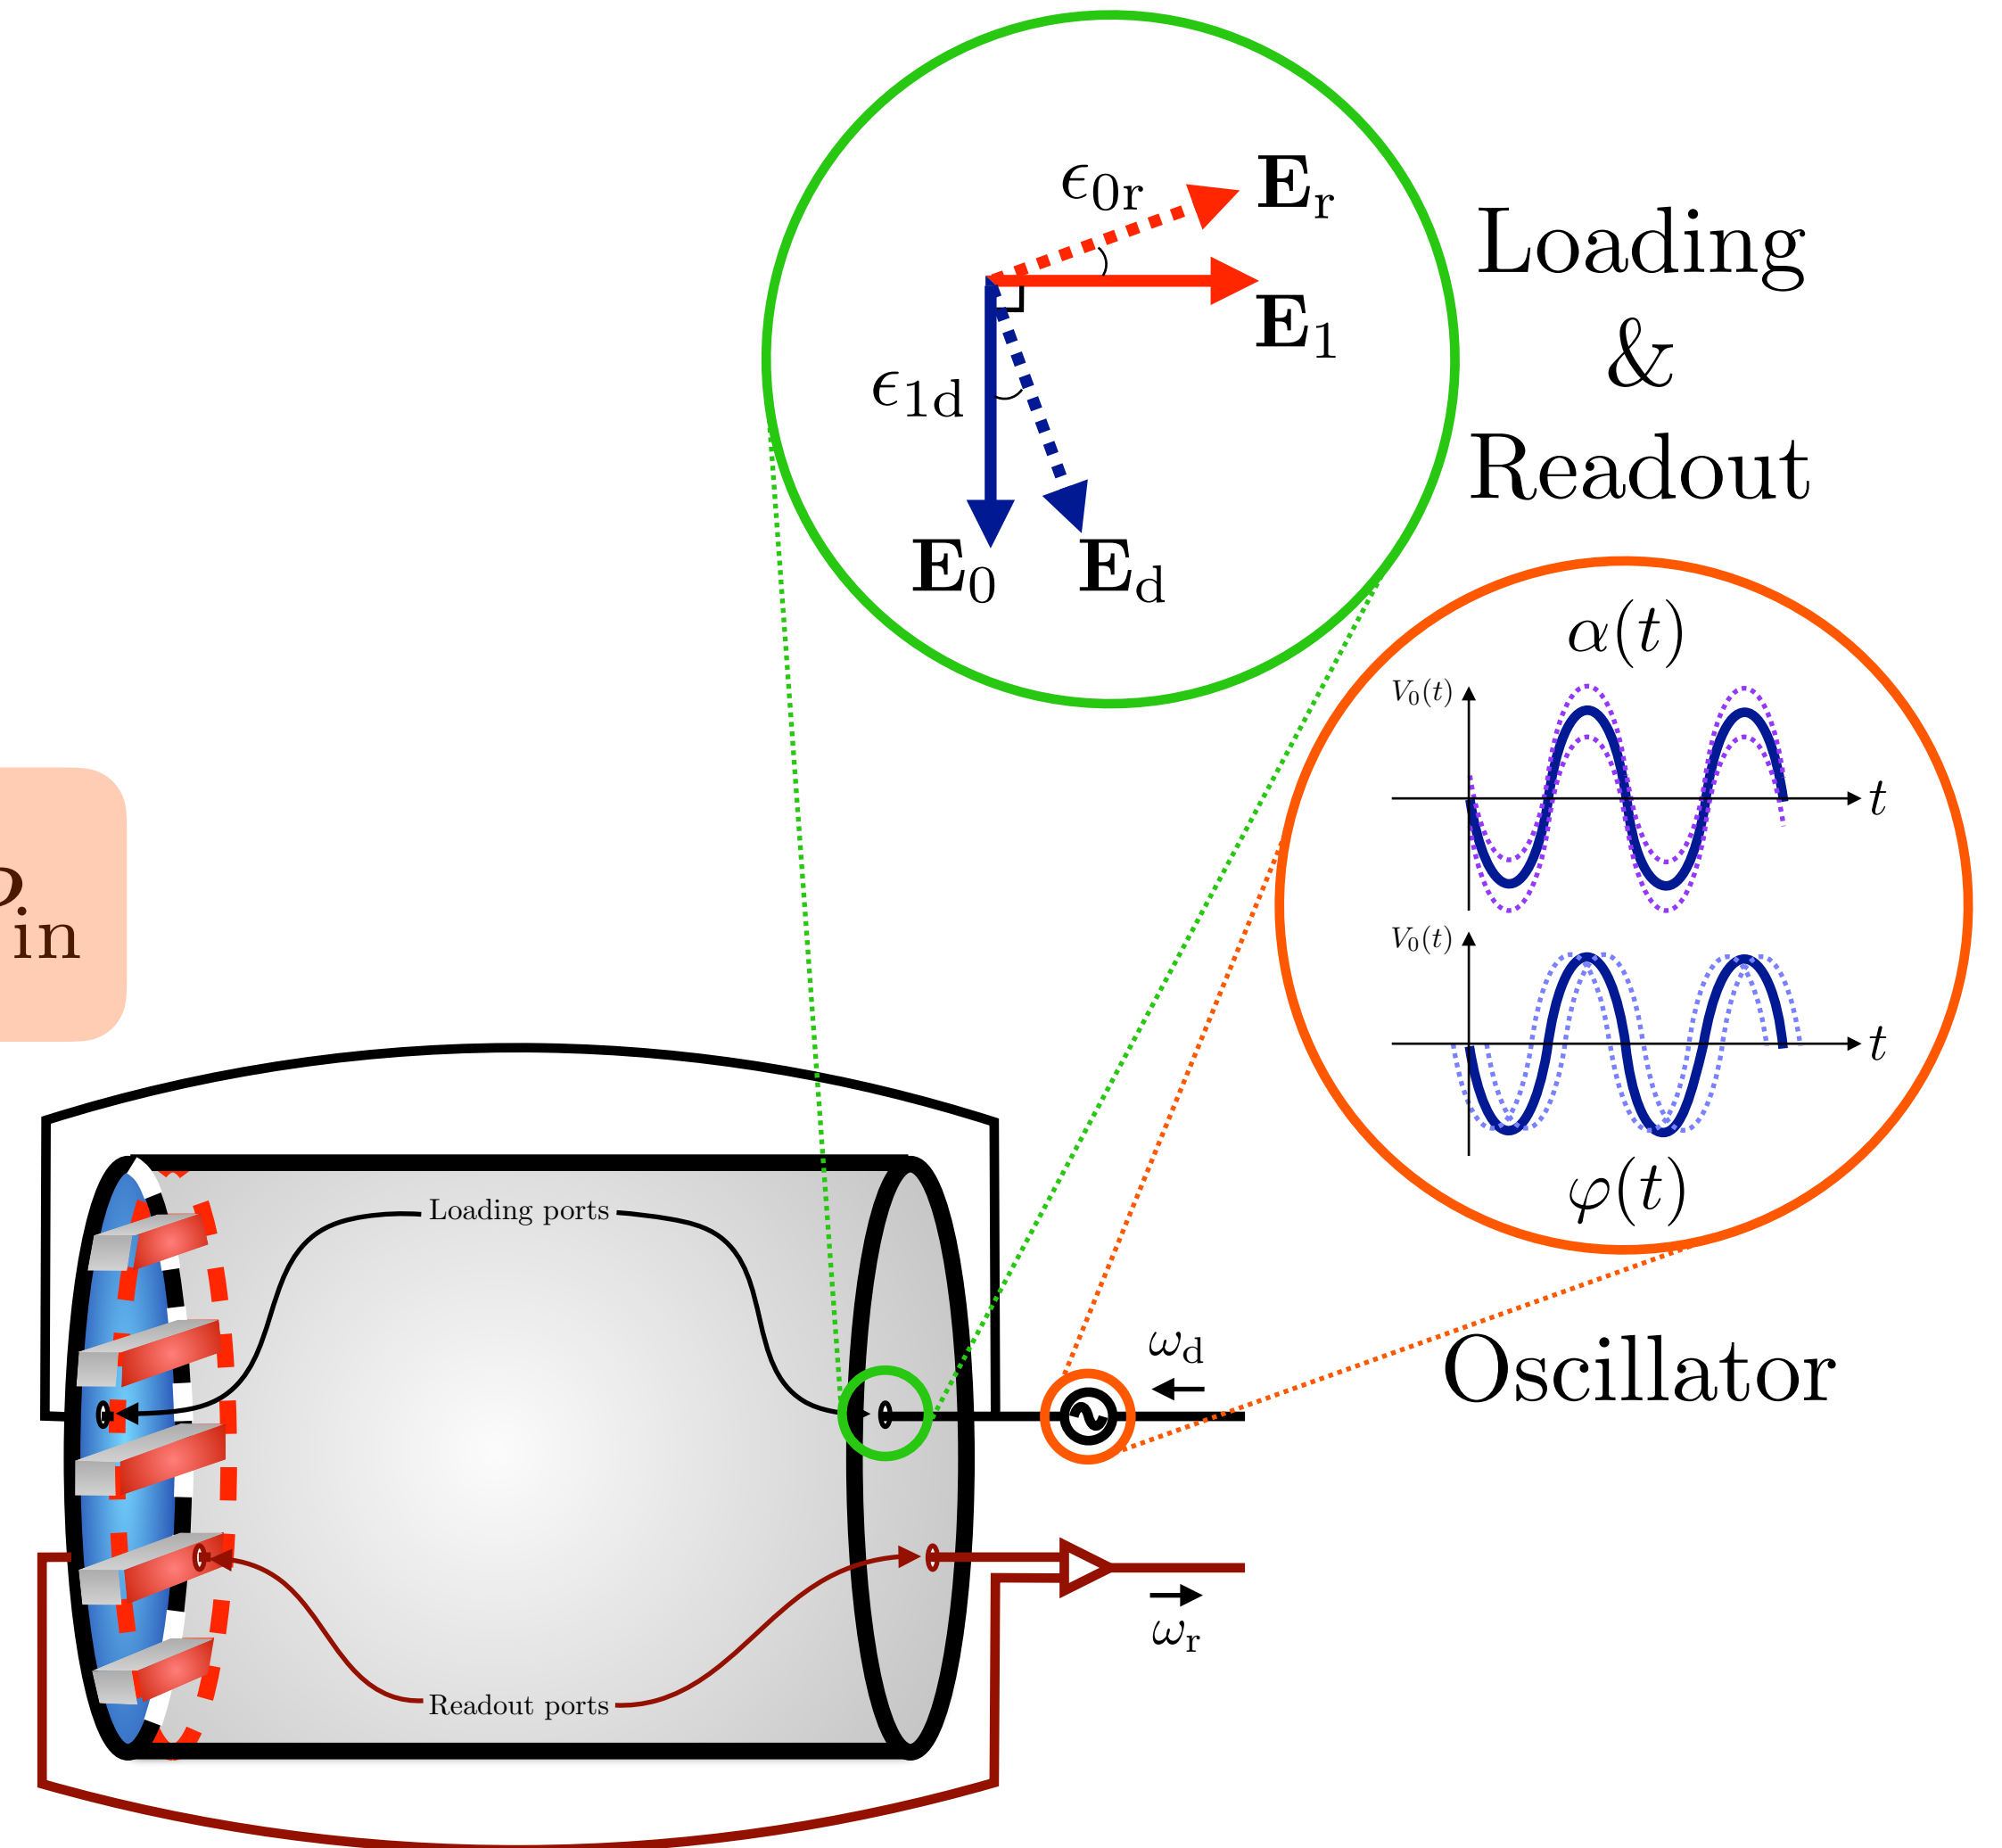 ϵ₀ᵣ
𝐄ᵣ
𝐄₁
ϵ₁d
𝐄₀
𝐄d
Loading
&
Readout
α(t)
V₀(t)
t
V₀(t)
t
φ(t)
Oscillator
in
Loading ports
ωd
ωᵣ
Readout ports